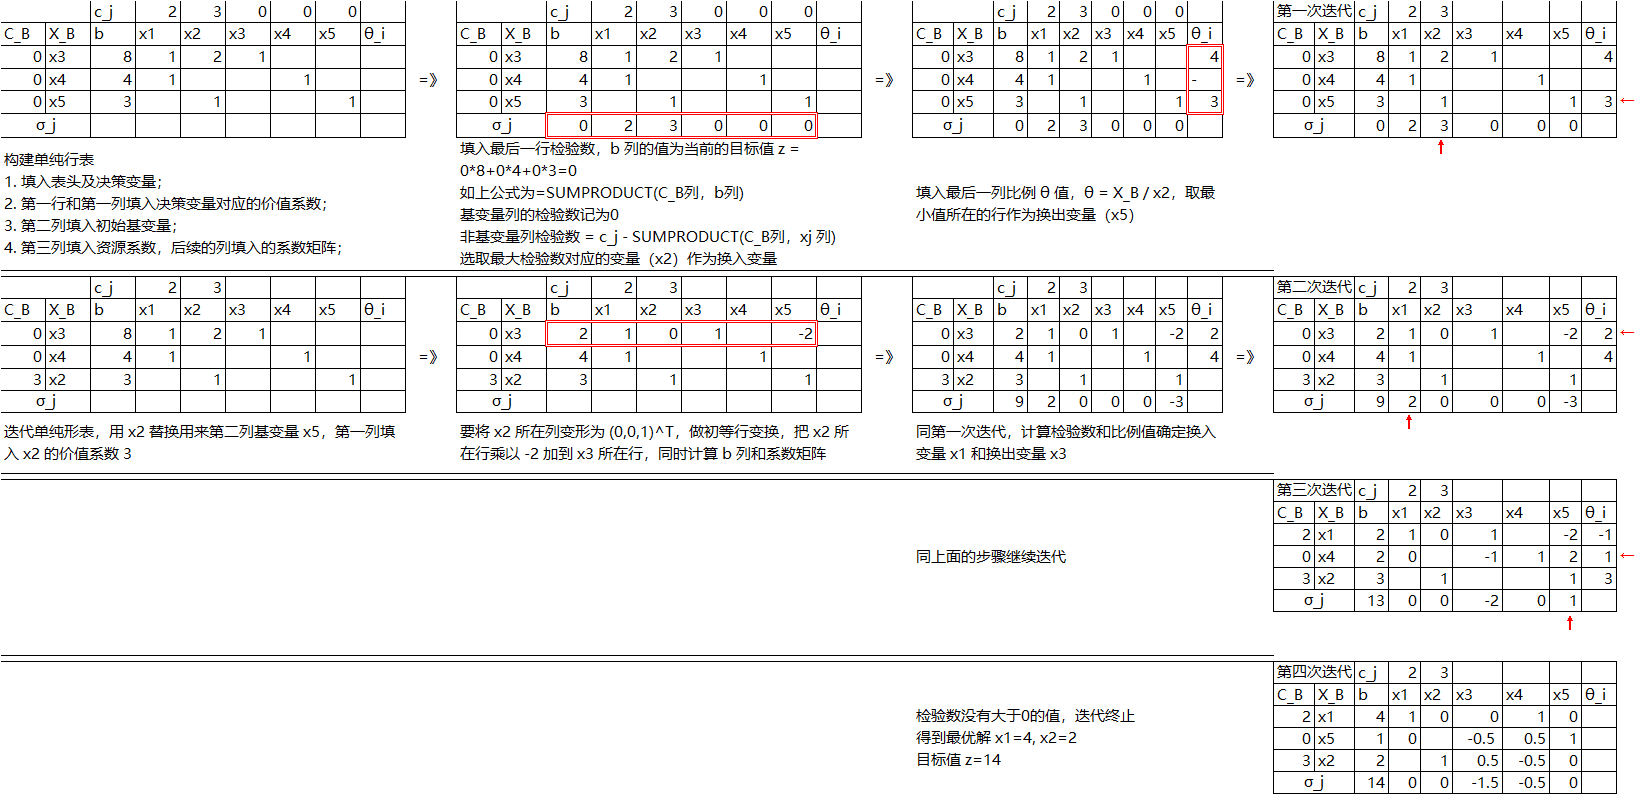 c_j 2 3 0 0 0
C_B X_B b x1 x2 x3 x4 x5 θ_i
0 x3 8 1 2 1
0 x4 4 1 1
0 x5 3 1 1
σ_j
=》
构建单纯行表
1. 填入表头及决策变量；
2. 第一行和第一列填入决策变量对应的价值系数；
3. 第二列填入初始基变量；
4. 第三列填入资源系数，后续的列填入的系数矩阵；
c_j 2 3 0 0 0
C_B X_B b x1 x2 x3 x4 x5 θ_i
0 x3 8 1 2 1
0 x4 4 1 1
0 x5 3 1 1
σ_j 0 2 3 0 0 0
=》
填入最后一行检验数，b 列的值为当前的目标值 z =
0*8+0*4+0*3=0
如上公式为=SUMPRODUCT(C_B列，b列)
基变量列的检验数记为0
非基变量列检验数 = c_j - SUMPRODUCT(C_B列，xj 列)
选取最大检验数对应的变量（x2）作为换入变量
c_j 2 3 0 0 0
C_B X_B b x1 x2 x3 x4 x5 θ_i
0 x3 8 1 2 1 4
0 x4 4 1 1 -
0 x5 3 1 1 3
σ_j 0 2 3 0 0 0
=》
填入最后一列比例 θ 值，θ = X_B / x2，取最
小值所在的行作为换出变量（x5）
第一次迭代 c_j 2 3
C_B X_B b x1 x2 x3 x4 x5 θ_i
0 x3 8 1 2 1 4
0 x4 4 1 1
0 x5 3 1 1 3 ←
σ_j 0 2 3 0 0 0
↑
c_j 2 3
C_B X_B b x1 x2 x3 x4 x5 θ_i
0 x3 8 1 2 1
0 x4 4 1 1
3 x2 3 1 1
σ_j
=》
迭代单纯形表，用 x2 替换用来第二列基变量 x5，第一列填
入 x2 的价值系数 3
c_j 2 3
C_B X_B b x1 x2 x3 x4 x5 θ_i
0 x3 2 1 0 1 -2
0 x4 4 1 1
3 x2 3 1 1
σ_j
=》
要将 x2 所在列变形为 (0,0,1)^T，做初等行变换，把 x2 所
在行乘以 -2 加到 x3 所在行，同时计算 b 列和系数矩阵
c_j 2 3
C_B X_B b x1 x2 x3 x4 x5 θ_i
0 x3 2 1 0 1 -2 2
0 x4 4 1 1 4
3 x2 3 1 1
σ_j 9 2 0 0 0 -3
=》
同第一次迭代，计算检验数和比例值确定换入
变量 x1 和换出变量 x3
第二次迭代 c_j 2 3
C_B X_B b x1 x2 x3 x4 x5 θ_i
0 x3 2 1 0 1 -2 2 ←
0 x4 4 1 1 4
3 x2 3 1 1
σ_j 9 2 0 0 0 -3
↑
同上面的步骤继续迭代
第三次迭代 c_j 2 3
C_B X_B b x1 x2 x3 x4 x5 θ_i
2 x1 2 1 0 1 -2 -1
0 x4 2 0 -1 1 2 1 ←
3 x2 3 1 1 3
σ_j 13 0 0 -2 0 1
↑
检验数没有大于0的值，迭代终止
得到最优解 x1=4, x2=2
目标值 z=14
第四次迭代 c_j 2 3
C_B X_B b x1 x2 x3 x4 x5 θ_i
2 x1 4 1 0 0 1 0
0 x5 1 0 -0.5 0.5 1
3 x2 2 1 0.5 -0.5 0
σ_j 14 0 0 -1.5 -0.5 0